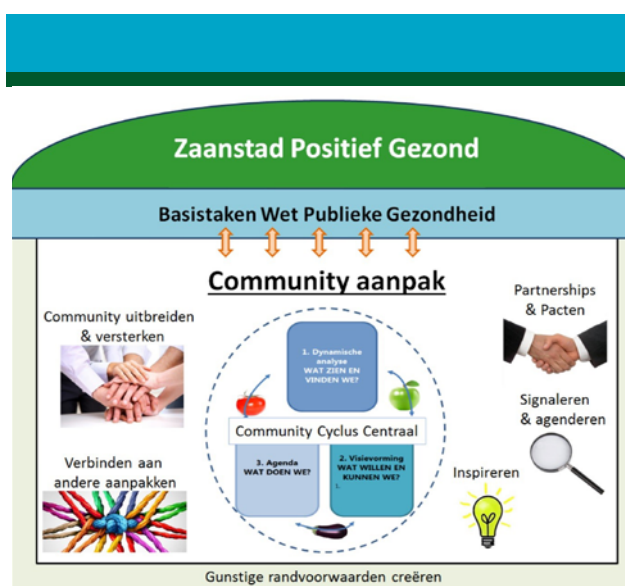 Zaanstad Positief Gezond
Basistaken Wet Publieke Gezondheid
Community aanpak
Community uitbreiden
& versterken
Partnerships
& Pacten
1. Dynamische
analyse
WAT ZIEN EN
VINDEN WE?
Signaleren
& agenderen
Community Cyclus Centraal
3. Agenda
WAT DOEN WE?
2. Visievorming
WAT WILLEN EN
KUNNEN WE?
1.
Verbinden aan
andere aanpakken
Inspireren
Gunstige randvoorwaarden creëren